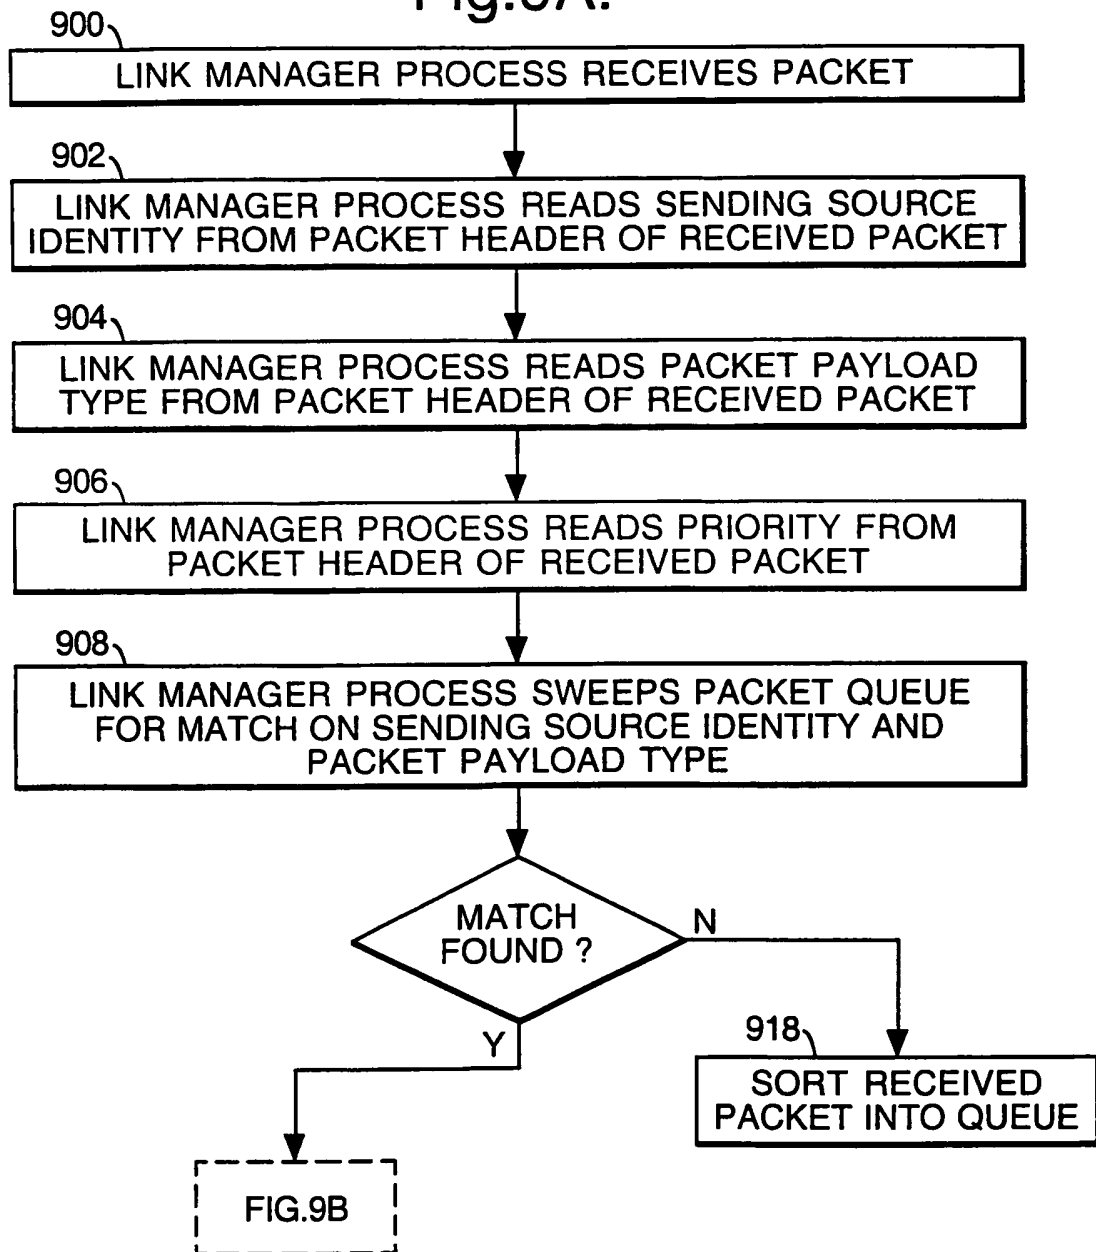 Fig.9A.
900
LINK MANAGER PROCESS RECEIVES PACKET
902
LINK MANAGER PROCESS READS SENDING SOURCE
IDENTITY FROM PACKET HEADER OF RECEIVED PACKET
904
LINK MANAGER PROCESS READS PACKET PAYLOAD
TYPE FROM PACKET HEADER OF RECEIVED PACKET
906
LINK MANAGER PROCESS READS PRIORITY FROM
PACKET HEADER OF RECEIVED PACKET
908
LINK MANAGER PROCESS SWEEPS PACKET QUEUE
FOR MATCH ON SENDING SOURCE IDENTITY AND
PACKET PAYLOAD TYPE
MATCH
FOUND ?
N
Y
918
SORT RECEIVED
PACKET INTO QUEUE
FIG.9B